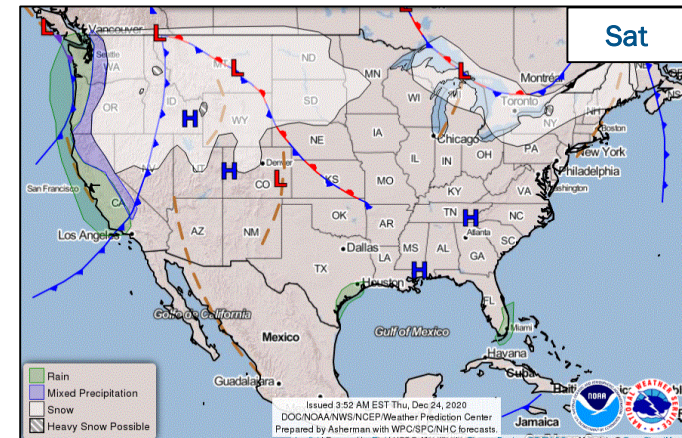 Sat
Vancouver
Seattle
WA
MT
ND
MN
Montréal
OR
ID
WY
SD
WI
Toronto
NY
NH
Boston
NV
UT
NE
IA
Chicago
IL
IN
OH
PA
New York
Philadelphia
Washington
San Francisco
CA
Denver
CO
KS
MO
KY
VA
Los Angeles
AZ
NM
OK
AR
TN
NC
Atlanta
SC
Dallas
TX
LA
MS
AL
GA
Houston
FL
Miami
Golfo de California
Mexico
Gulf of Mexico
Havana
Cuba
Guadalajara
Haiti
Jamaica
L
L
L
L
L
L
H
H
H
H
Rain
Mixed Precipitation
Snow
Heavy Snow Possible
Issued 3:52 AM EST Thu, Dec 24, 2020
DOC/NOAA/NWS/NCEP/Weather Prediction Center
Prepared by Asherman with WPC/SPC/NHC forecasts.
NOAA
NATIONAL WEATHER SERVICE